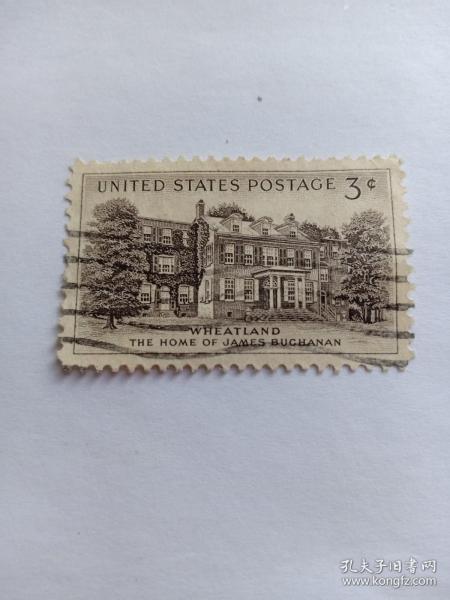 UNITED STATES POSTAGE 3¢
WHEATLAND
THE HOME OF JAMES BUCHANAN
孔夫子旧书网
www.kongfz.com